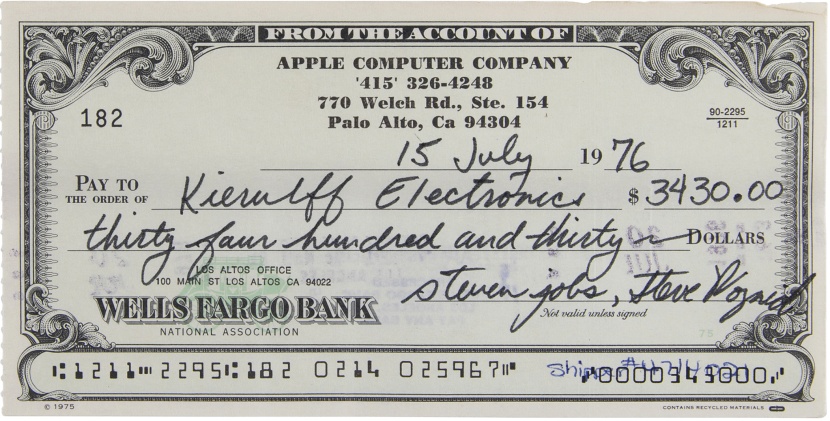 FROM THE ACCOUNT OF
APPLE COMPUTER COMPANY
'415' 326-4248
770 Welch Rd., Ste. 154
Palo Alto, Ca 94304
182
90-2295
1211
15 July 1976
PAY TO THE ORDER OF Kierulff Electronics $3430.00
thirty four hundred and thirty DOLLARS
LOS ALTOS OFFICE
100 MAIN ST LOS ALTOS CA 94022
WELLS FARGO BANK
NATIONAL ASSOCIATION
steven jobs, Steve Wozniak
Not valid unless signed
75
⑆1211⑉2295⑆182 0214 025967⑈ ⑇0000343000⑇
© 1975
CONTAINS RECYCLED MATERIALS